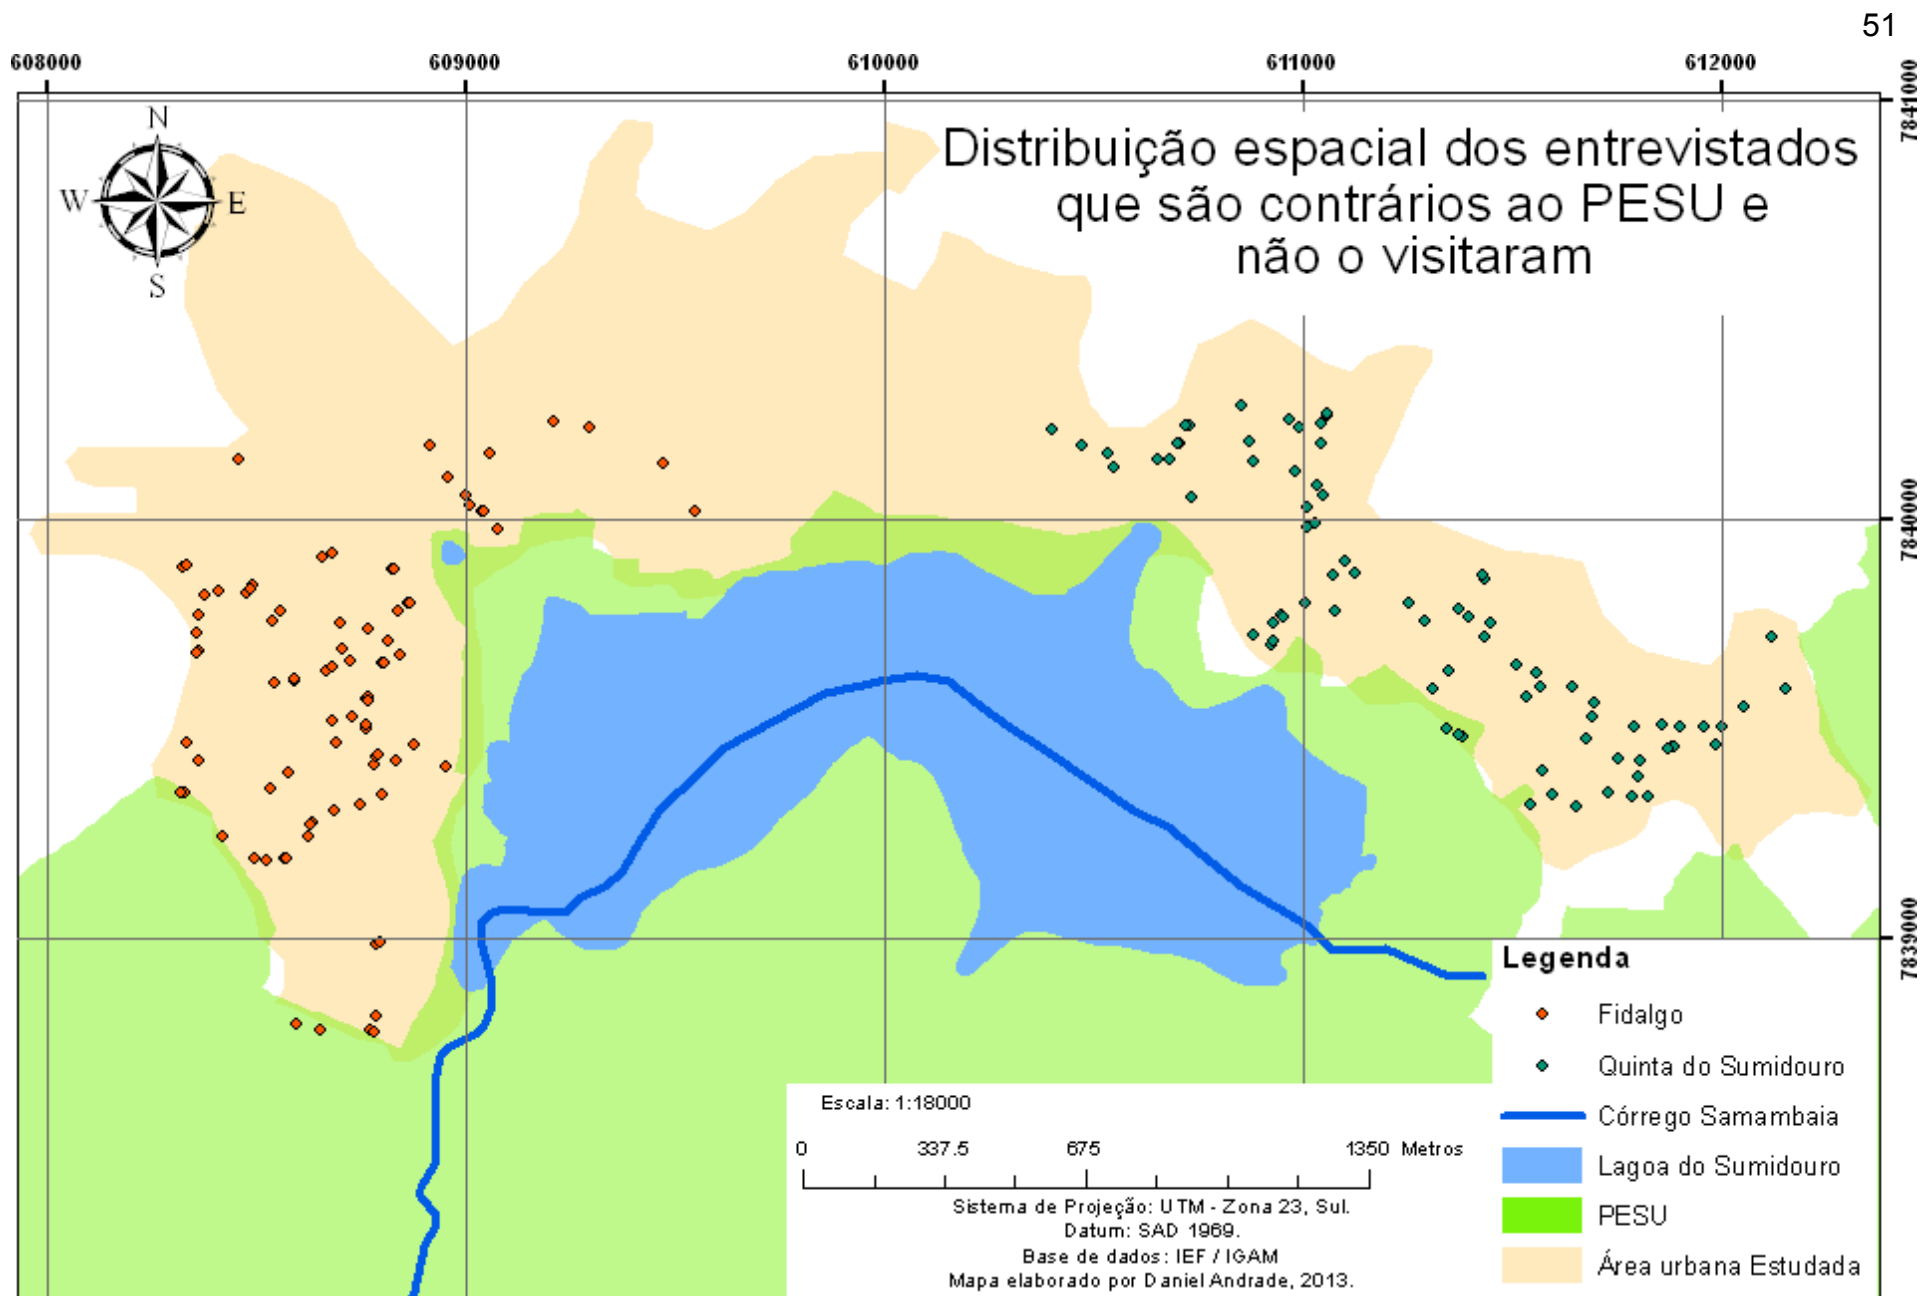 51
608000 609000 610000 611000 612000
7841000
N
W E
S
Distribuição espacial dos entrevistados
que são contrários ao PESU e
não o visitaram
7840000
7839000
Legenda
Fidalgo
Quinta do Sumidouro
Córrego Samambaia
Lagoa do Sumidouro
PESU
Área urbana Estudada
Escala: 1:18000
0 337.5 675 1350 Metros
Sistema de Projeção: UTM - Zona 23, Sul.
Datum: SAD 1969.
Base de dados: IEF / IGAM
Mapa elaborado por Daniel Andrade, 2013.